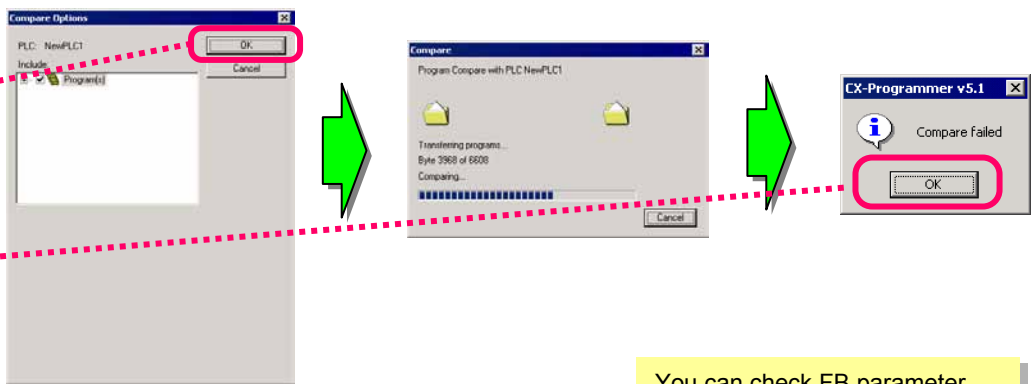 Compare Options
PLC: NewPLC1
OK
Include:
Cancel
Program(s)
Compare
Program Compare with PLC NewPLC1
Transferring programs...
Byte 3968 of 6608
Comparing...
Cancel
CX-Programmer v5.1
Compare failed
OK
You can check FB parameter